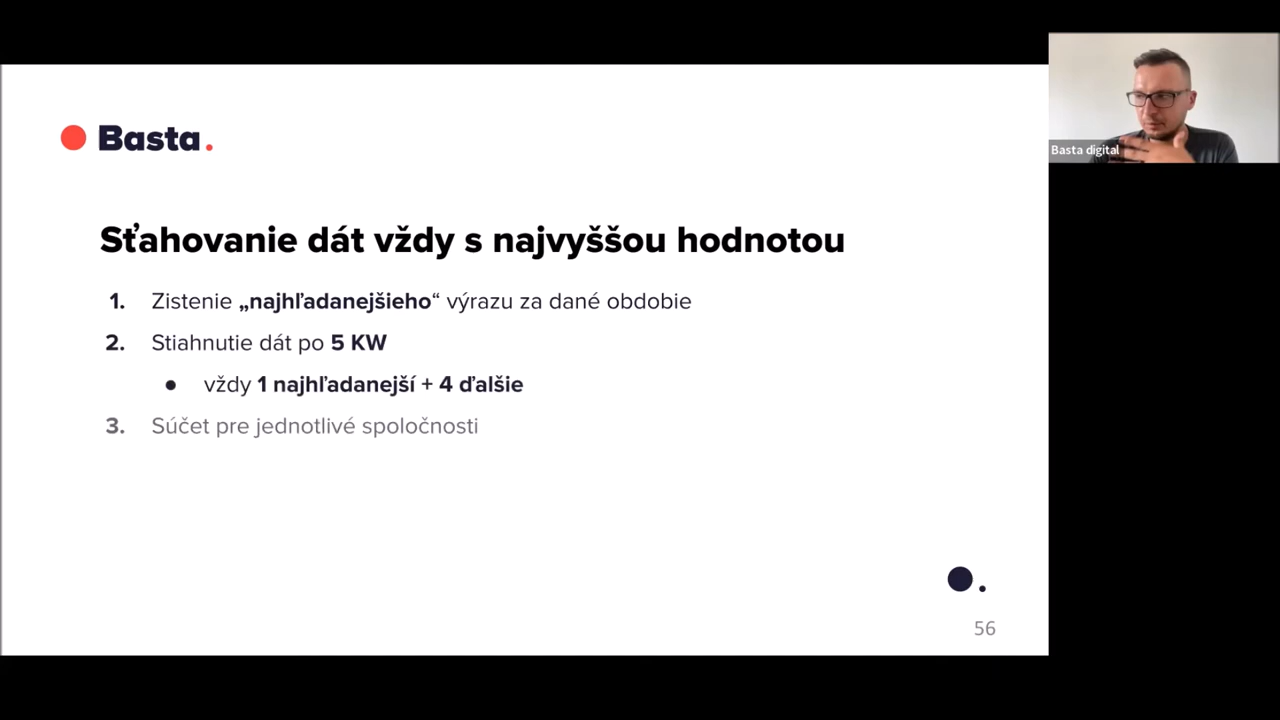 Basta.
Sťahovanie dát vždy s najvyššou hodnotou
1. Zistenie „najhľadanejšieho“ výrazu za dané obdobie
2. Stiahnutie dát po 5 KW
● vždy 1 najhľadanejší + 4 ďalšie
3. Súčet pre jednotlivé spoločnosti
56
Basta digital